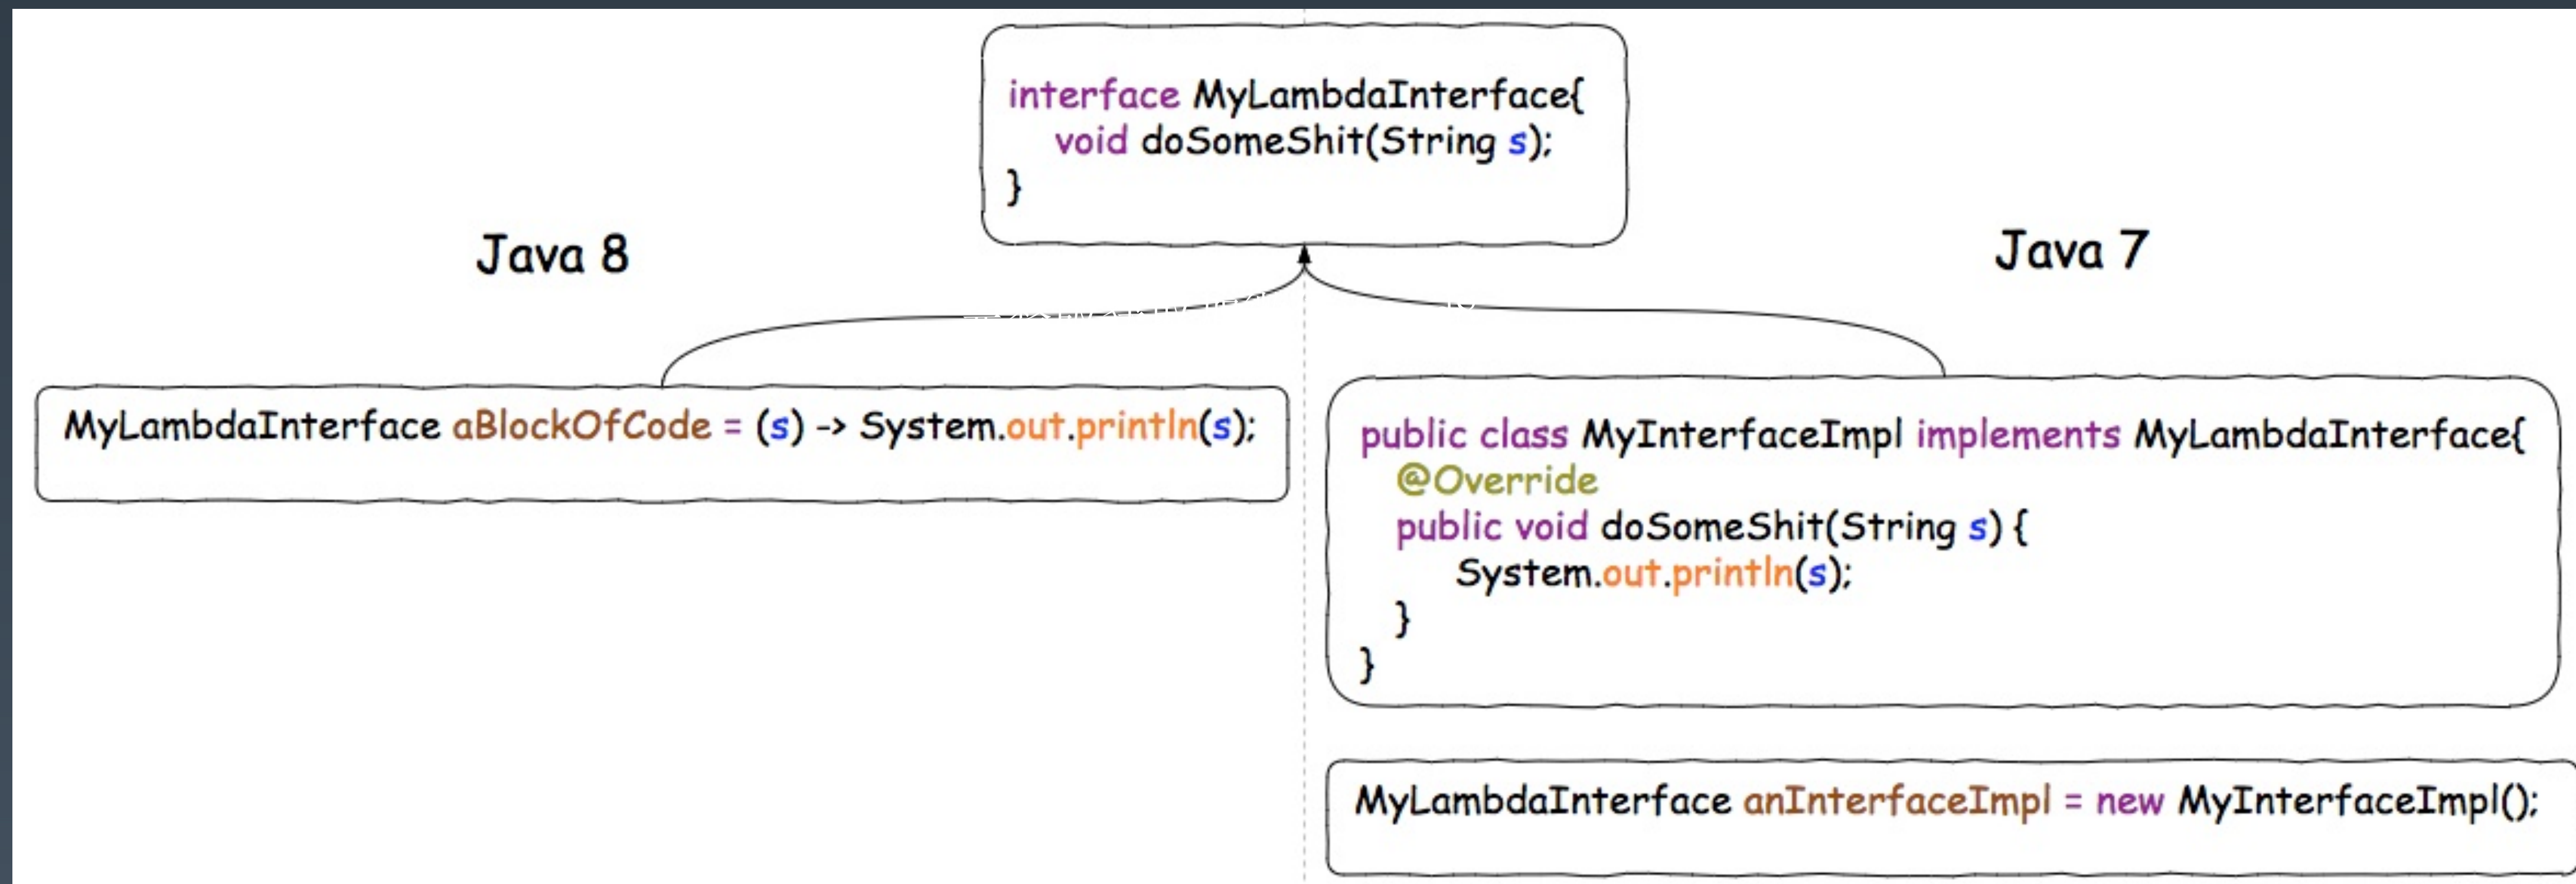 interface MyLambdaInterface{
void doSomeShit(String s);
}
Java 8
Java 7
MyLambdaInterface aBlockOfCode = (s) -> System.out.println(s);
public class MyInterfaceImpl implements MyLambdaInterface{
@Override
public void doSomeShit(String s) {
System.out.println(s);
}
}
MyLambdaInterface anInterfaceImpl = new MyInterfaceImpl();